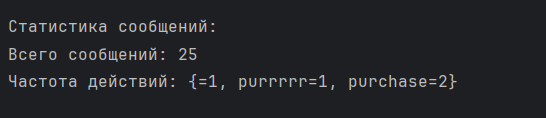 Статистика сообщений:
Всего сообщений: 25
Частота действий: {=1, purrrrr=1, purchase=2}